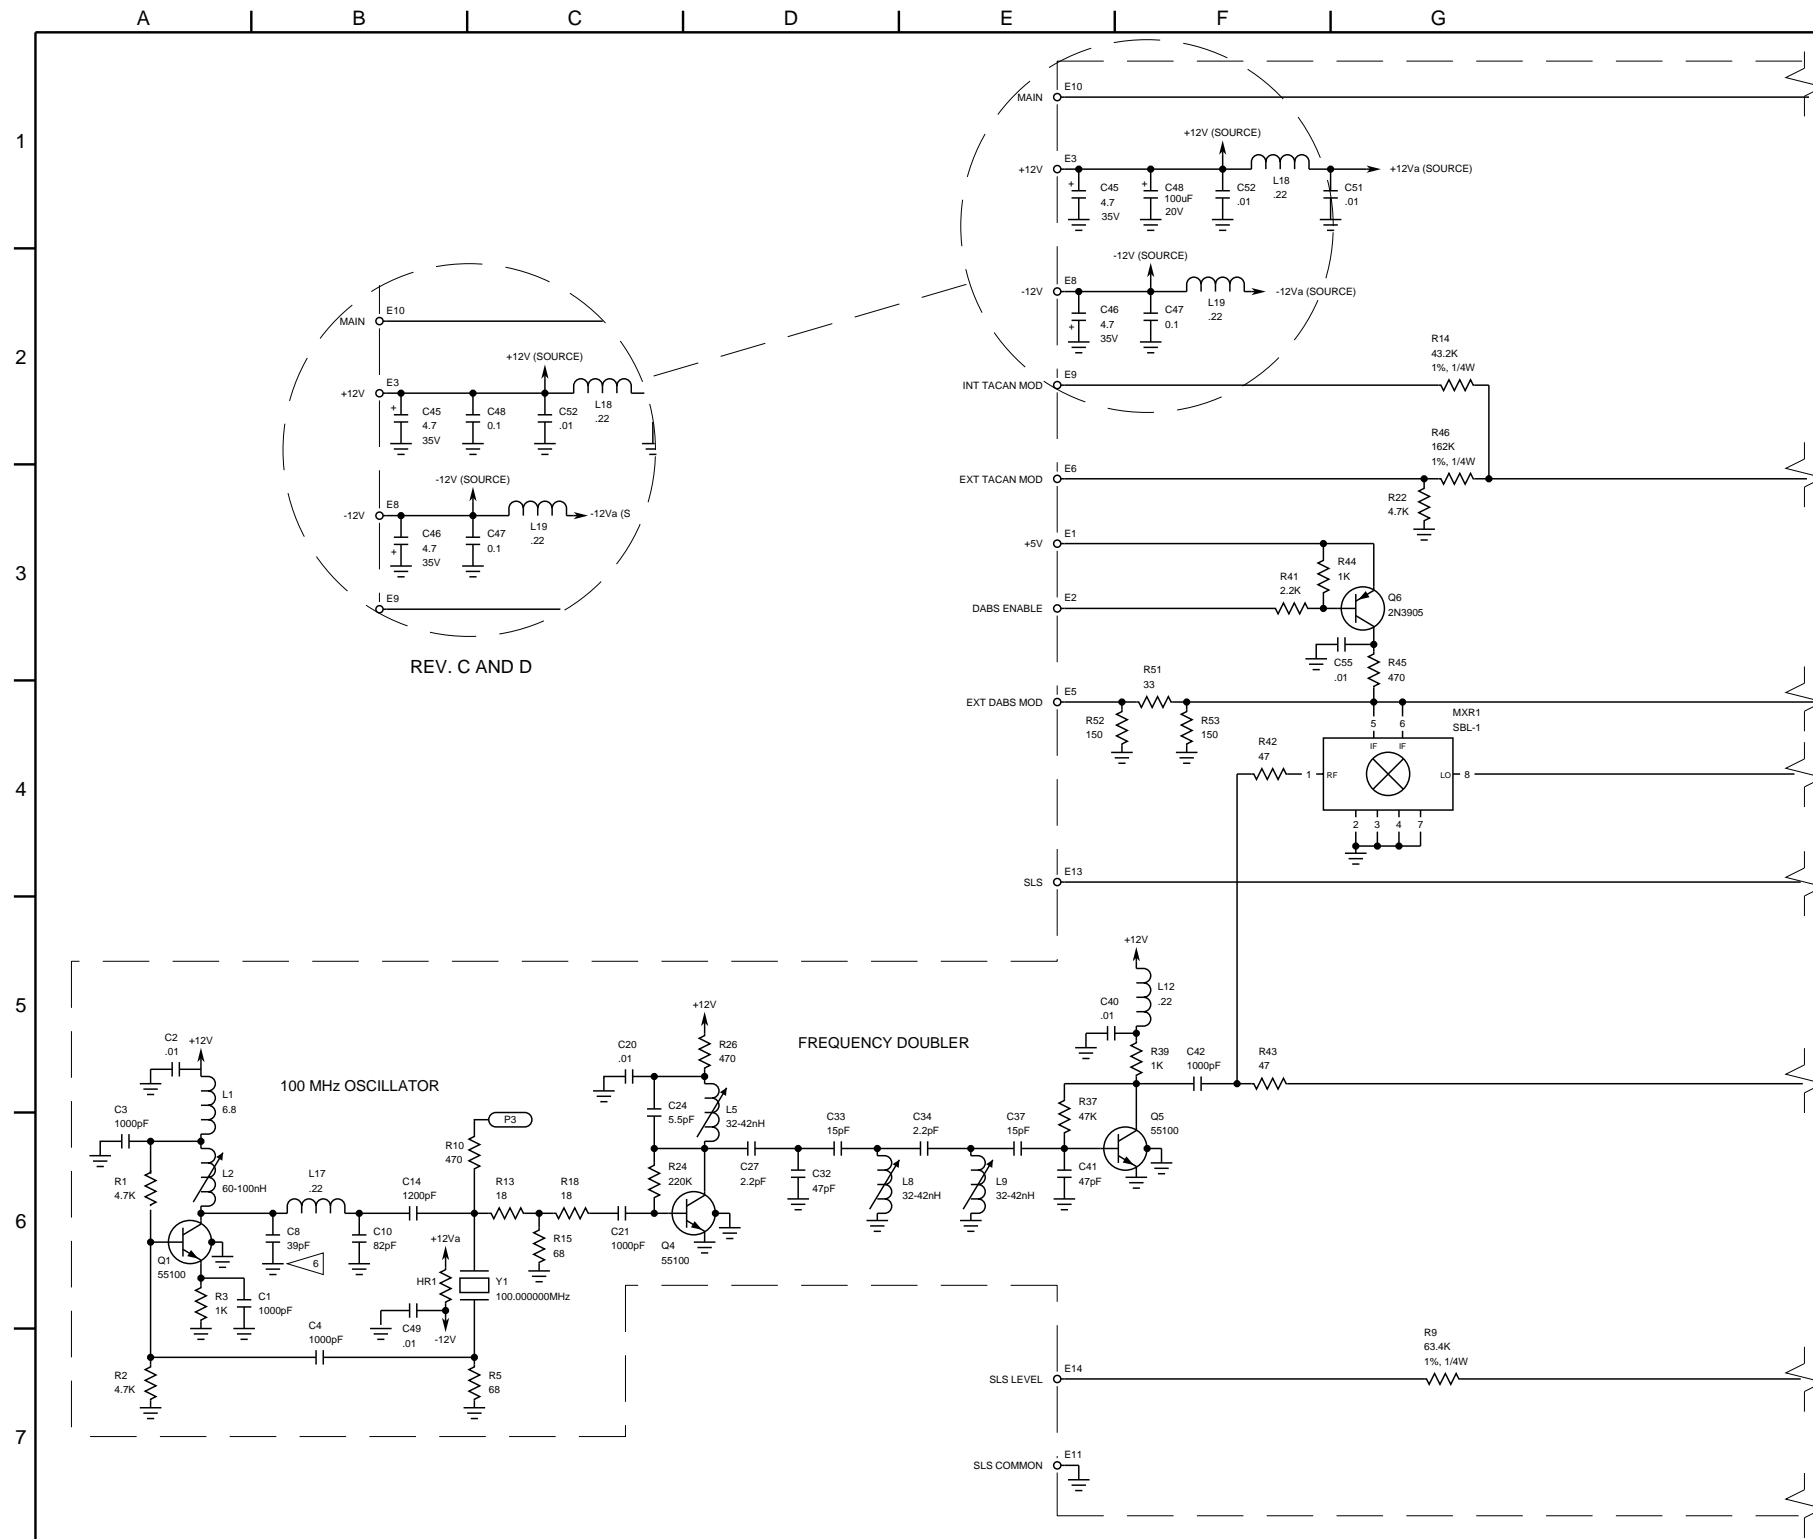 A B C D E F G
1
2
3
4
5
6
7
MAIN E10
+12V (SOURCE)
+12V E3
+
C45
4.7
35V
+
C48
100uF
20V
C52
.01
L18
.22
+12Va (SOURCE)
C51
.01
-12V (SOURCE)
-12V E8
C46
4.7
35V
+
C47
0.1
L19
.22
-12Va (SOURCE)
MAIN E10
+12V (SOURCE)
+12V E3
+
C45
4.7
35V
C48
0.1
C52
.01
L18
.22
-12V (SOURCE)
-12V E8
C46
4.7
35V
+
C47
0.1
L19
.22
-12Va (S
E9
REV. C AND D
INT TACAN MOD E9
R14
43.2K
1%, 1/4W
R46
162K
1%, 1/4W
EXT TACAN MOD E6
R22
4.7K
+5V E1
R44
1K
R41
2.2K
DABS ENABLE E2
Q6
2N3905
C55
.01
R45
470
R51
33
EXT DABS MOD E5
R52
150
R53
150
MXR1
SBL-1
5 6
IF IF
R42
47
1 RF
LO 8
2 3 4 7
SLS E13
+12V
L12
.22
C40
.01
R39
1K
C42
1000pF
R43
47
R37
47K
Q5
55100
C41
47pF
FREQUENCY DOUBLER
+12V
R26
470
C20
.01
C24
5.5pF
L5
32-42nH
C33
15pF
C34
2.2pF
C37
15pF
R24
220K
C27
2.2pF
C32
47pF
L8
32-42nH
L9
32-42nH
Q4
55100
100 MHz OSCILLATOR
C2
.01
+12V
L1
6.8
C3
1000pF
P3
R10
470
L2
60-100nH
R1
4.7K
L17
.22
C14
1200pF
R13
18
R18
18
C8
39pF
6
C10
82pF
R15
68
C21
1000pF
Q1
55100
+12Va
HR1
Y1
100.000000MHz
R3
1K
C1
1000pF
C4
1000pF
C49
.01
-12V
R2
4.7K
R5
68
R9
63.4K
1%, 1/4W
SLS LEVEL E14
SLS COMMON E11